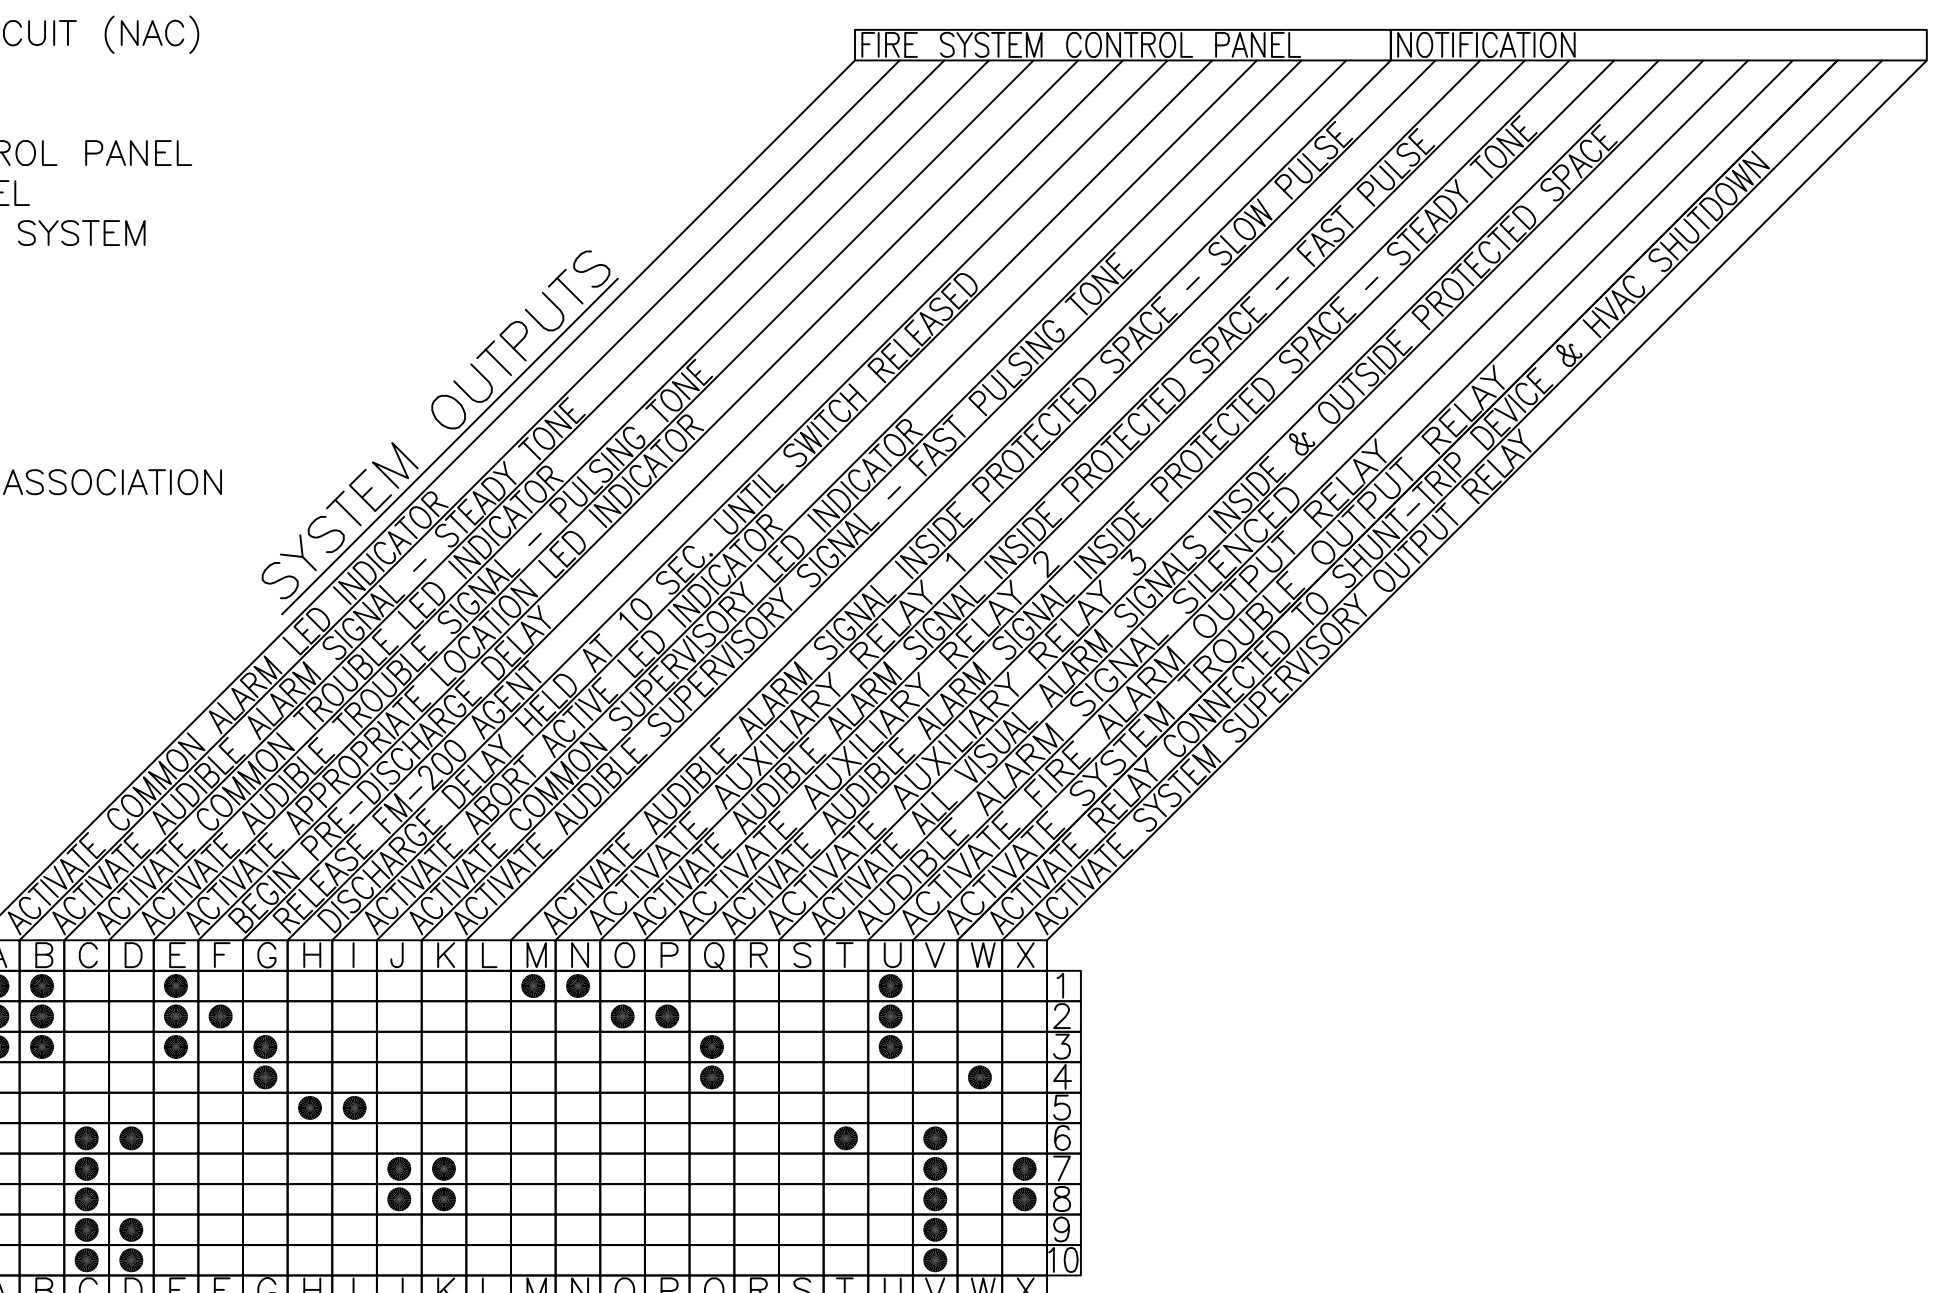 CUIT (NAC)
FIRE SYSTEM CONTROL PANEL
NOTIFICATION
ROL PANEL
EL
SYSTEM
ASSOCIATION
SYSTEM OUTPUTS
ACTIVATE COMMON ALARM LED INDICATOR
ACTIVATE AUDIBLE ALARM SIGNAL - STEADY TONE
ACTIVATE COMMON TROUBLE LED INDICATOR
ACTIVATE AUDIBLE TROUBLE SIGNAL - PULSING TONE
ACTIVATE APPROPRIATE LOCATION LED INDICATOR
BEGIN PRE-DISCHARGE DELAY
RELEASE FM-200 AGENT
DISCHARGE DELAY HELD AT 10 SEC. UNTIL SWITCH RELEASED
ACTIVATE ABORT ACTIVE LED INDICATOR
ACTIVATE COMMON SUPERVISORY LED INDICATOR
ACTIVATE AUDIBLE SUPERVISORY SIGNAL - FAST PULSING TONE
ACTIVATE AUDIBLE ALARM SIGNAL INSIDE PROTECTED SPACE - SLOW PULSE
ACTIVATE AUXILIARY RELAY 1
ACTIVATE AUDIBLE ALARM SIGNAL INSIDE PROTECTED SPACE - FAST PULSE
ACTIVATE AUXILIARY RELAY 2
ACTIVATE AUDIBLE ALARM SIGNAL INSIDE PROTECTED SPACE - STEADY TONE
ACTIVATE AUXILIARY RELAY 3
ACTIVATE ALL VISUAL ALARM SIGNALS INSIDE & OUTSIDE PROTECTED SPACE
AUDIBLE ALARM SIGNAL SILENCED
ACTIVATE FIRE ALARM OUTPUT RELAY
ACTIVATE SYSTEM TROUBLE OUTPUT RELAY
ACTIVATE RELAY CONNECTED TO SHUNT-TRIP DEVICE & HVAC SHUTDOWN
ACTIVATE SYSTEM SUPERVISORY OUTPUT RELAY
A B C D E F G H I J K L M N O P Q R S T U V W X
1
2
3
4
5
6
7
8
9
10
A B C D E F G H I J K L M N O P Q R S T U V W X